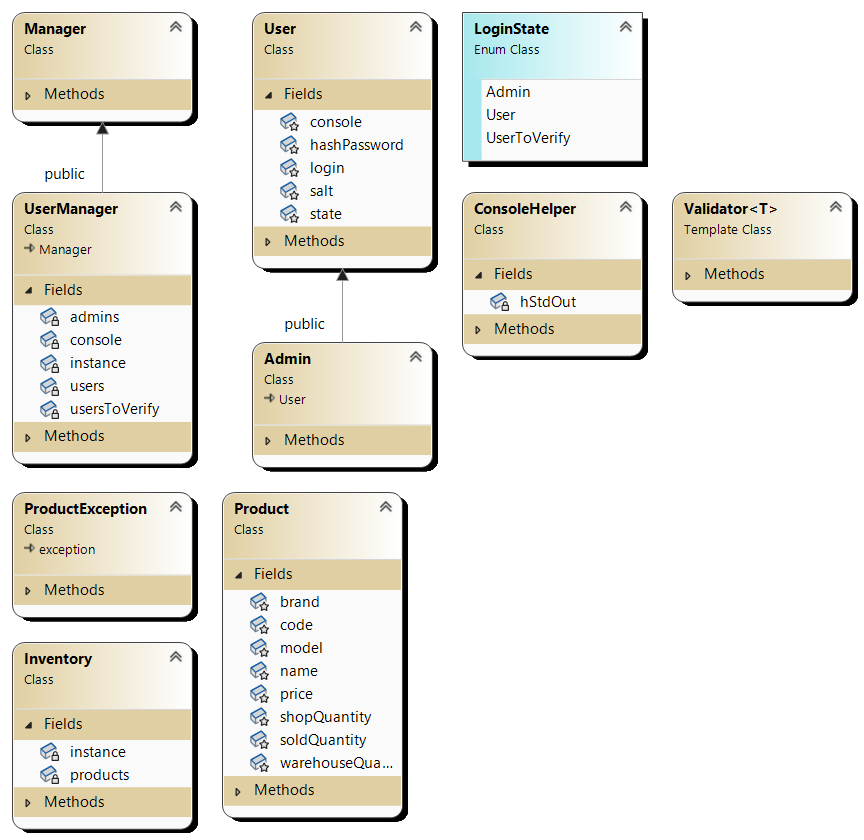 Manager
Class
Methods
public
UserManager
Class
Manager
Fields
admins
console
instance
users
usersToVerify
Methods
User
Class
Fields
console
hashPassword
login
salt
state
Methods
public
Admin
Class
User
Methods
LoginState
Enum Class
Admin
User
UserToVerify
ConsoleHelper
Class
Fields
hStdOut
Methods
Validator<T>
Template Class
Methods
ProductException
Class
exception
Methods
Inventory
Class
Fields
instance
products
Methods
Product
Class
Fields
brand
code
model
name
price
shopQuantity
soldQuantity
warehouseQua...
Methods